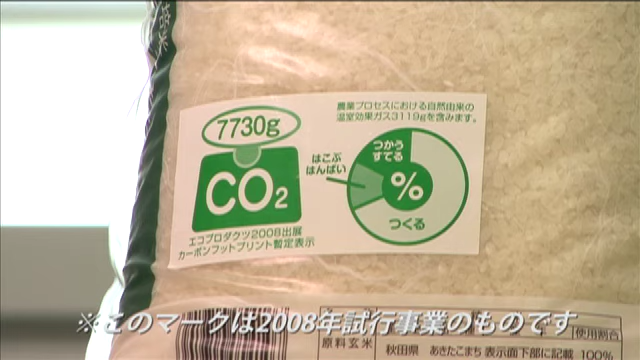 7730g
CO2
農業プロセスにおける自然由来の
温室効果ガス3119gを含みます。
つかう
すてる
はこぶ
はんばい
%
つくる
エコプロダクツ2008出展
カーボンフットプリント暫定表示
※このマークは2008年試行事業のものです
使用割合
原料玄米
秋田県 あきたこまち 表示面下部に記載 100%